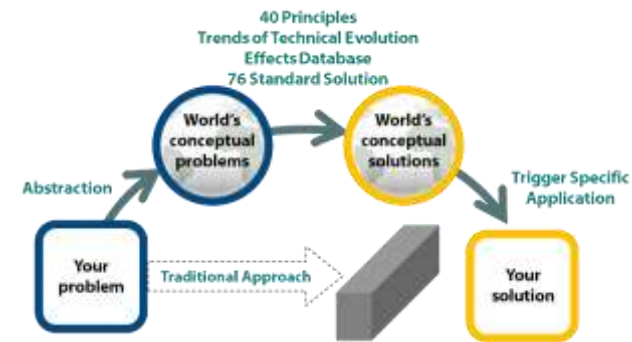 40 Principles
Trends of Technical Evolution
Effects Database
76 Standard Solution
World's
conceptual
problems
World's
conceptual
solutions
Abstraction
Trigger Specific
Application
Your
problem
Traditional Approach
Your
solution